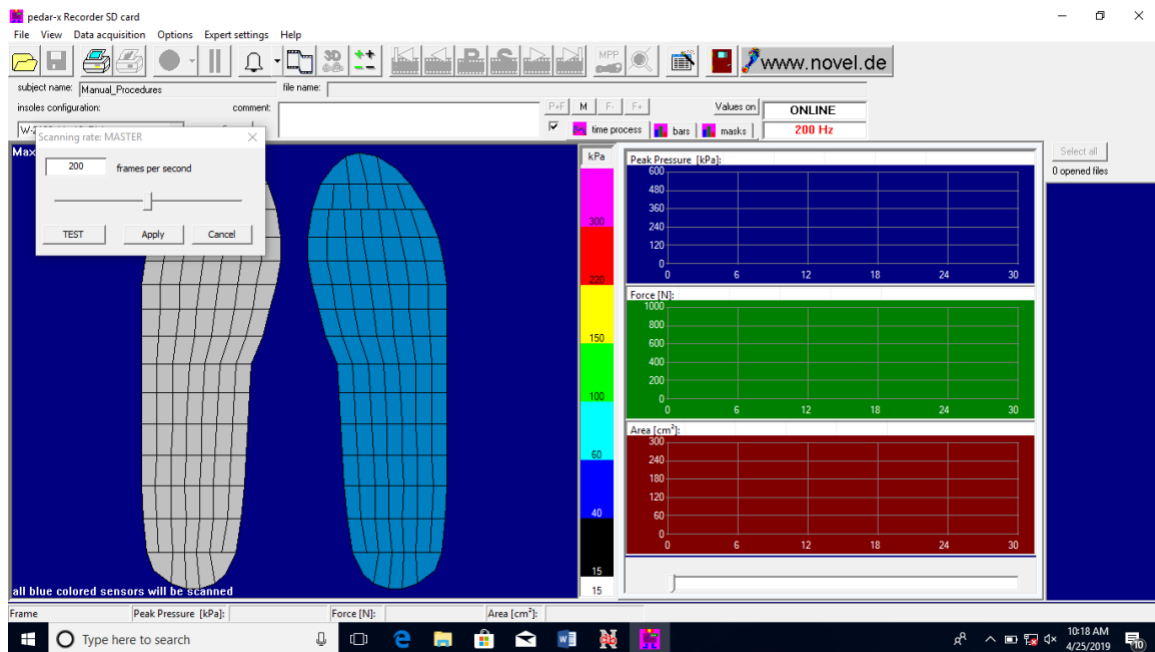 pedar-x Recorder SD card
File View Data acquisition Options Expert settings Help
3D
MPP
www.novel.de
subject name: Manual_Procedures file name:
insoles configuration: comment: P+F M F- F+ Values on ONLINE
time process bars masks 200 Hz
Scanning rate: MASTER
200 frames per second
TEST Apply Cancel
Max
all blue colored sensors will be scanned
kPa
300
220
150
100
60
40
15
15
Peak Pressure [kPa]:
600
480
360
240
120
0
0 6 12 18 24 30
Force [N]:
1000
800
600
400
200
0
0 6 12 18 24 30
Area [cm²]:
300
240
180
120
60
0
0 6 12 18 24 30
Select all
0 opened files
Frame Peak Pressure [kPa]: Force [N]: Area [cm²]:
Type here to search
10:18 AM
4/25/2019
10